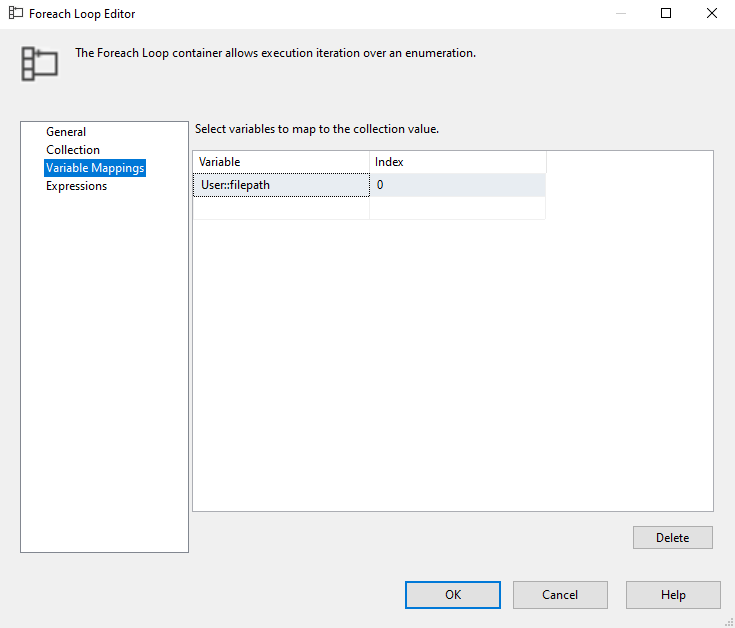 Foreach Loop Editor
The Foreach Loop container allows execution iteration over an enumeration.
General
Collection
Variable Mappings
Expressions
Select variables to map to the collection value.
Variable Index
User::filepath 0
Delete
OK Cancel Help